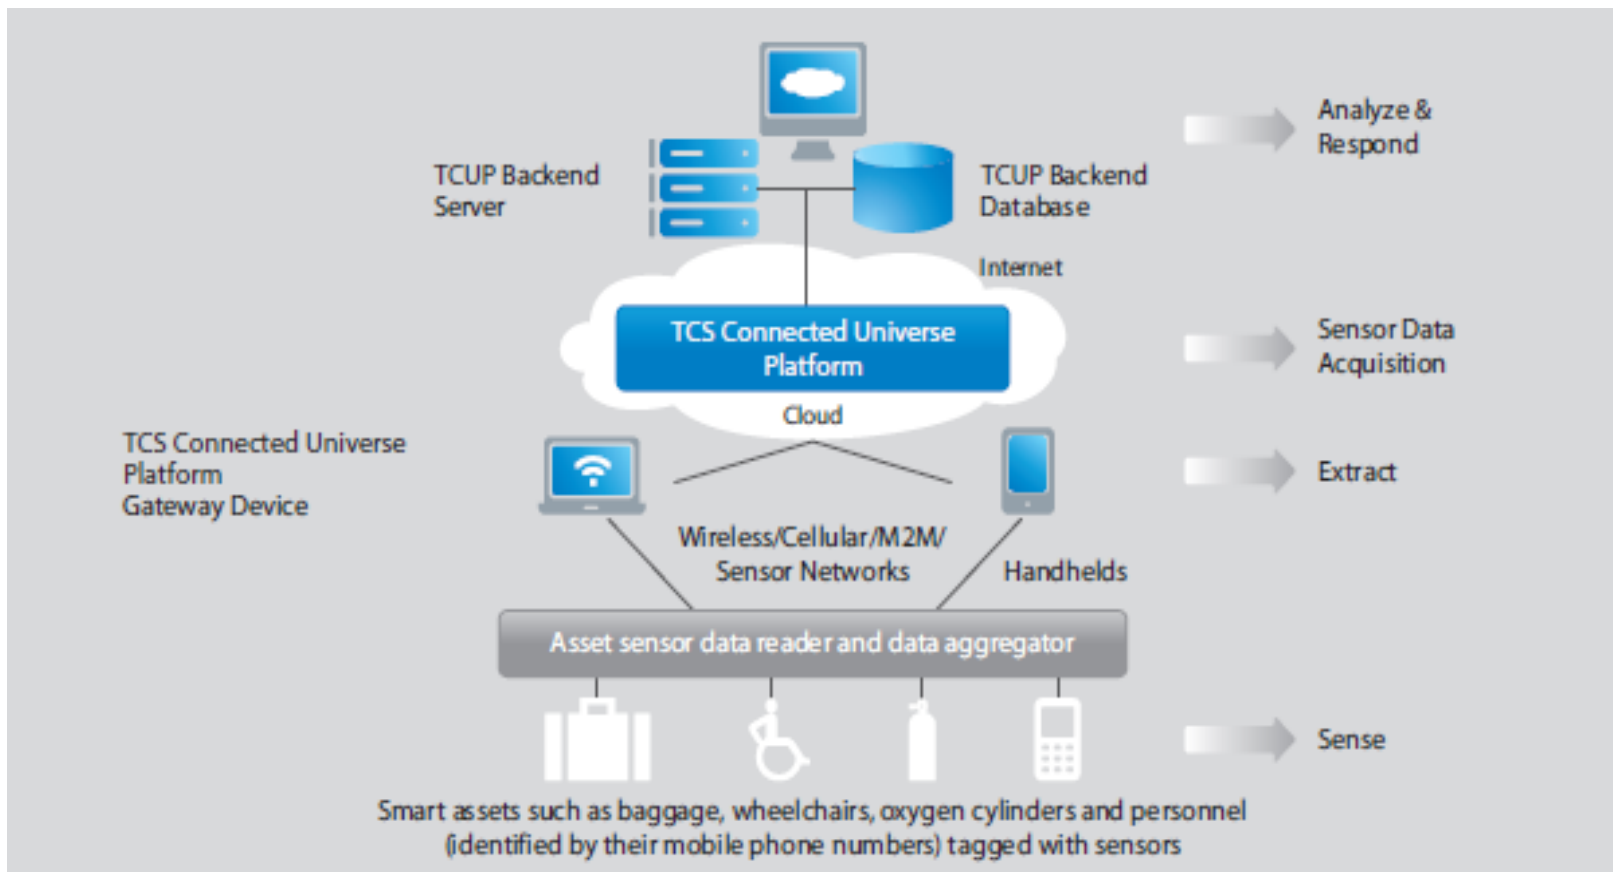 Analyze &
Respond
TCUP Backend
Server
TCUP Backend
Database
Internet
TCS Connected Universe
Platform
Sensor Data
Acquisition
Cloud
TCS Connected Universe
Platform
Gateway Device
Extract
Wireless/Cellular/M2M/
Sensor Networks
Handhelds
Asset sensor data reader and data aggregator
Sense
Smart assets such as baggage, wheelchairs, oxygen cylinders and personnel
(identified by their mobile phone numbers) tagged with sensors